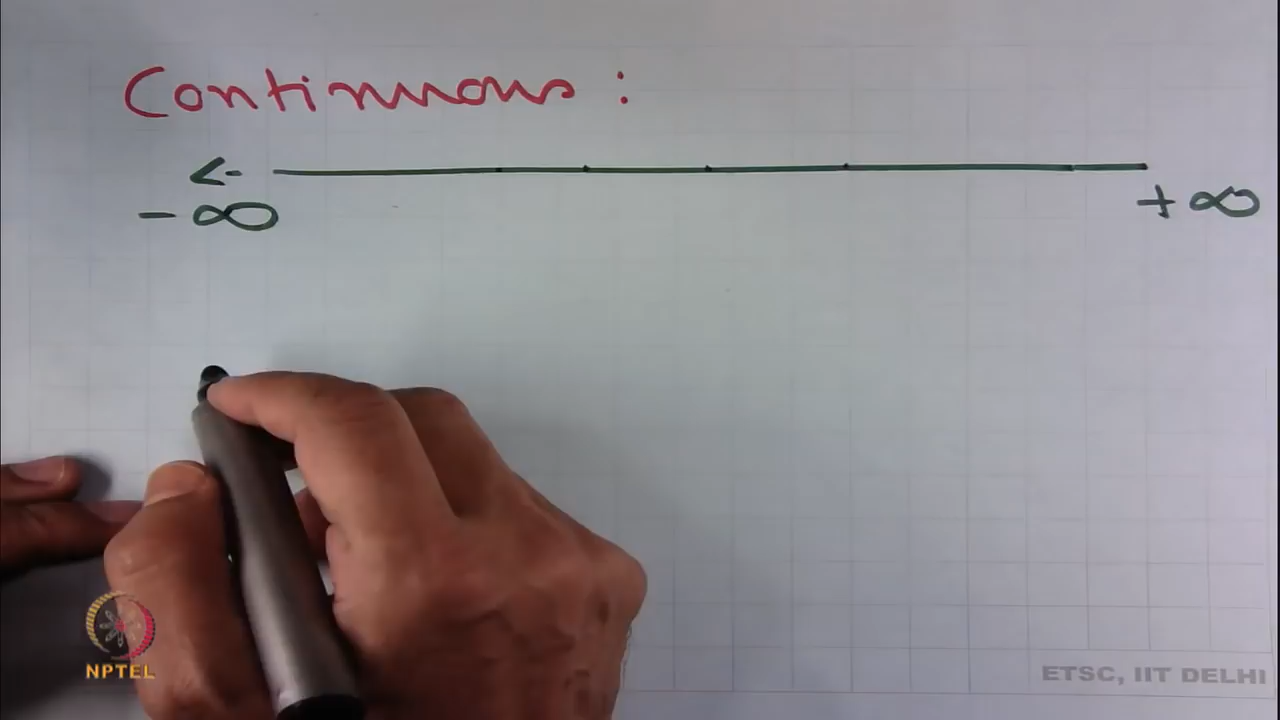 Continuous :
<-
- ∞
+ ∞
NPTEL
ETSC, IIT DELHI